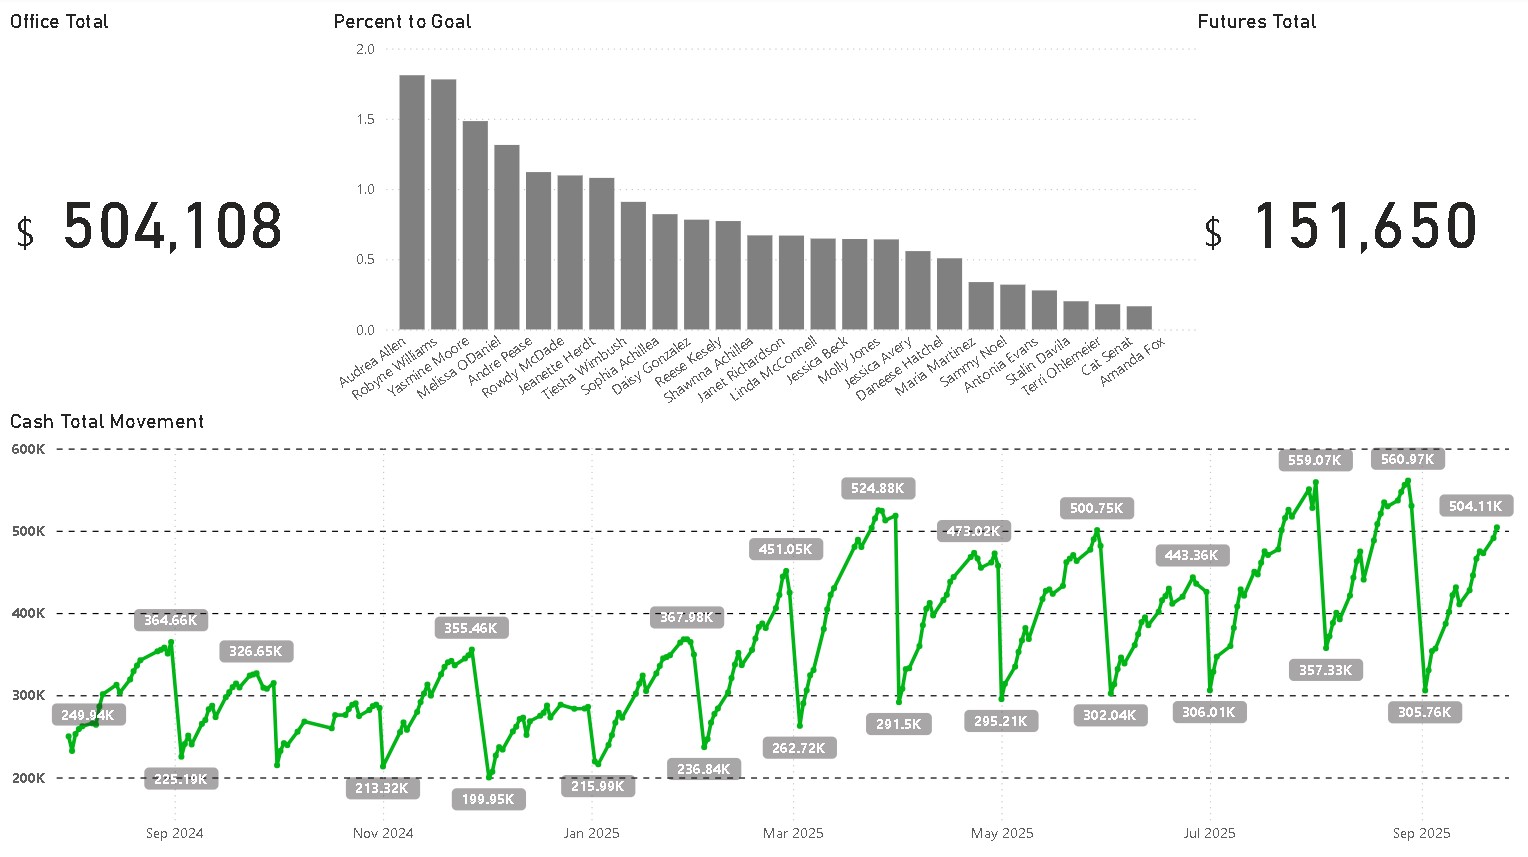 Office Total
$ 504,108
Percent to Goal
2.0
1.5
1.0
0.5
0.0
Audrea Allen
Robyne Williams
Yasmine Moore
Melissa ODaniel
Andre Pease
Rowdy McDade
Jeanette Herdt
Tiesha Wimbush
Sophia Achillea
Daisy Gonzalez
Reese Kesely
Shawnna Achillea
Janet Richardson
Linda McConnell
Jessica Beck
Molly Jones
Jessica Avery
Daneese Hatchel
Maria Martinez
Sammy Noel
Antonia Evans
Stalin Davila
Terri Ohlemeier
Cat Senat
Amanda Fox
Futures Total
$ 151,650
Cash Total Movement
600K
500K
400K
300K
200K
249.94K
364.66K
225.19K
326.65K
213.32K
355.46K
199.95K
215.99K
367.98K
236.84K
451.05K
262.72K
524.88K
291.5K
473.02K
295.21K
500.75K
302.04K
443.36K
306.01K
559.07K
357.33K
560.97K
305.76K
504.11K
Sep 2024
Nov 2024
Jan 2025
Mar 2025
May 2025
Jul 2025
Sep 2025